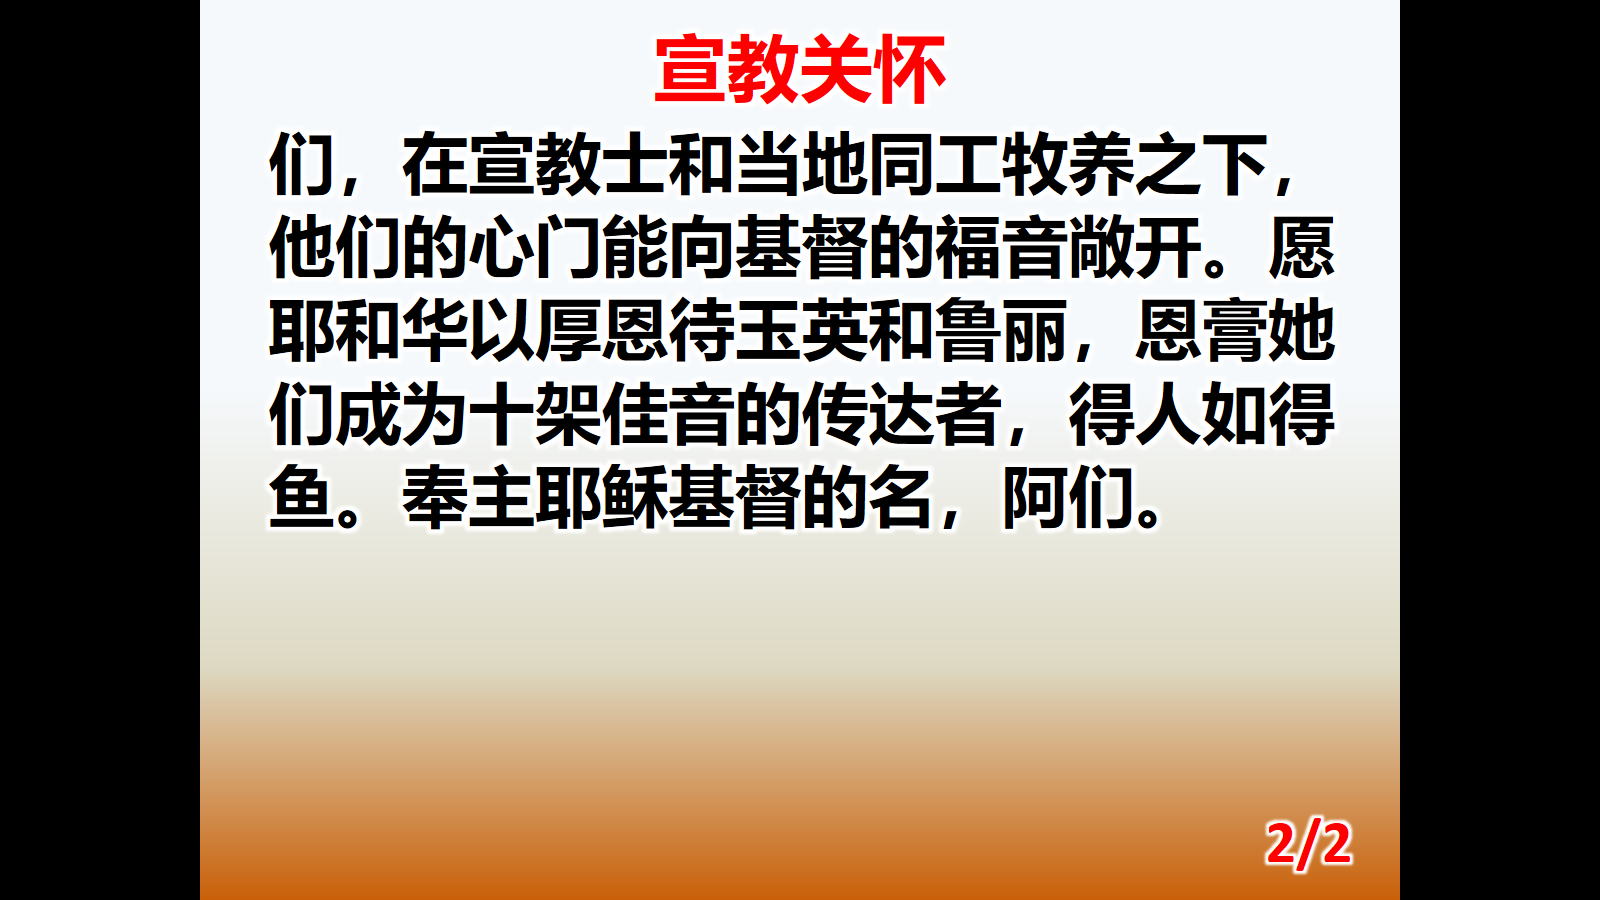 宣教关怀
们，在宣教士和当地同工牧养之下，
他们的心门能向基督的福音敞开。愿
耶和华以厚恩待玉英和鲁丽，恩膏她
们成为十架佳音的传达者，得人如得
鱼。奉主耶稣基督的名，阿们。
2/2